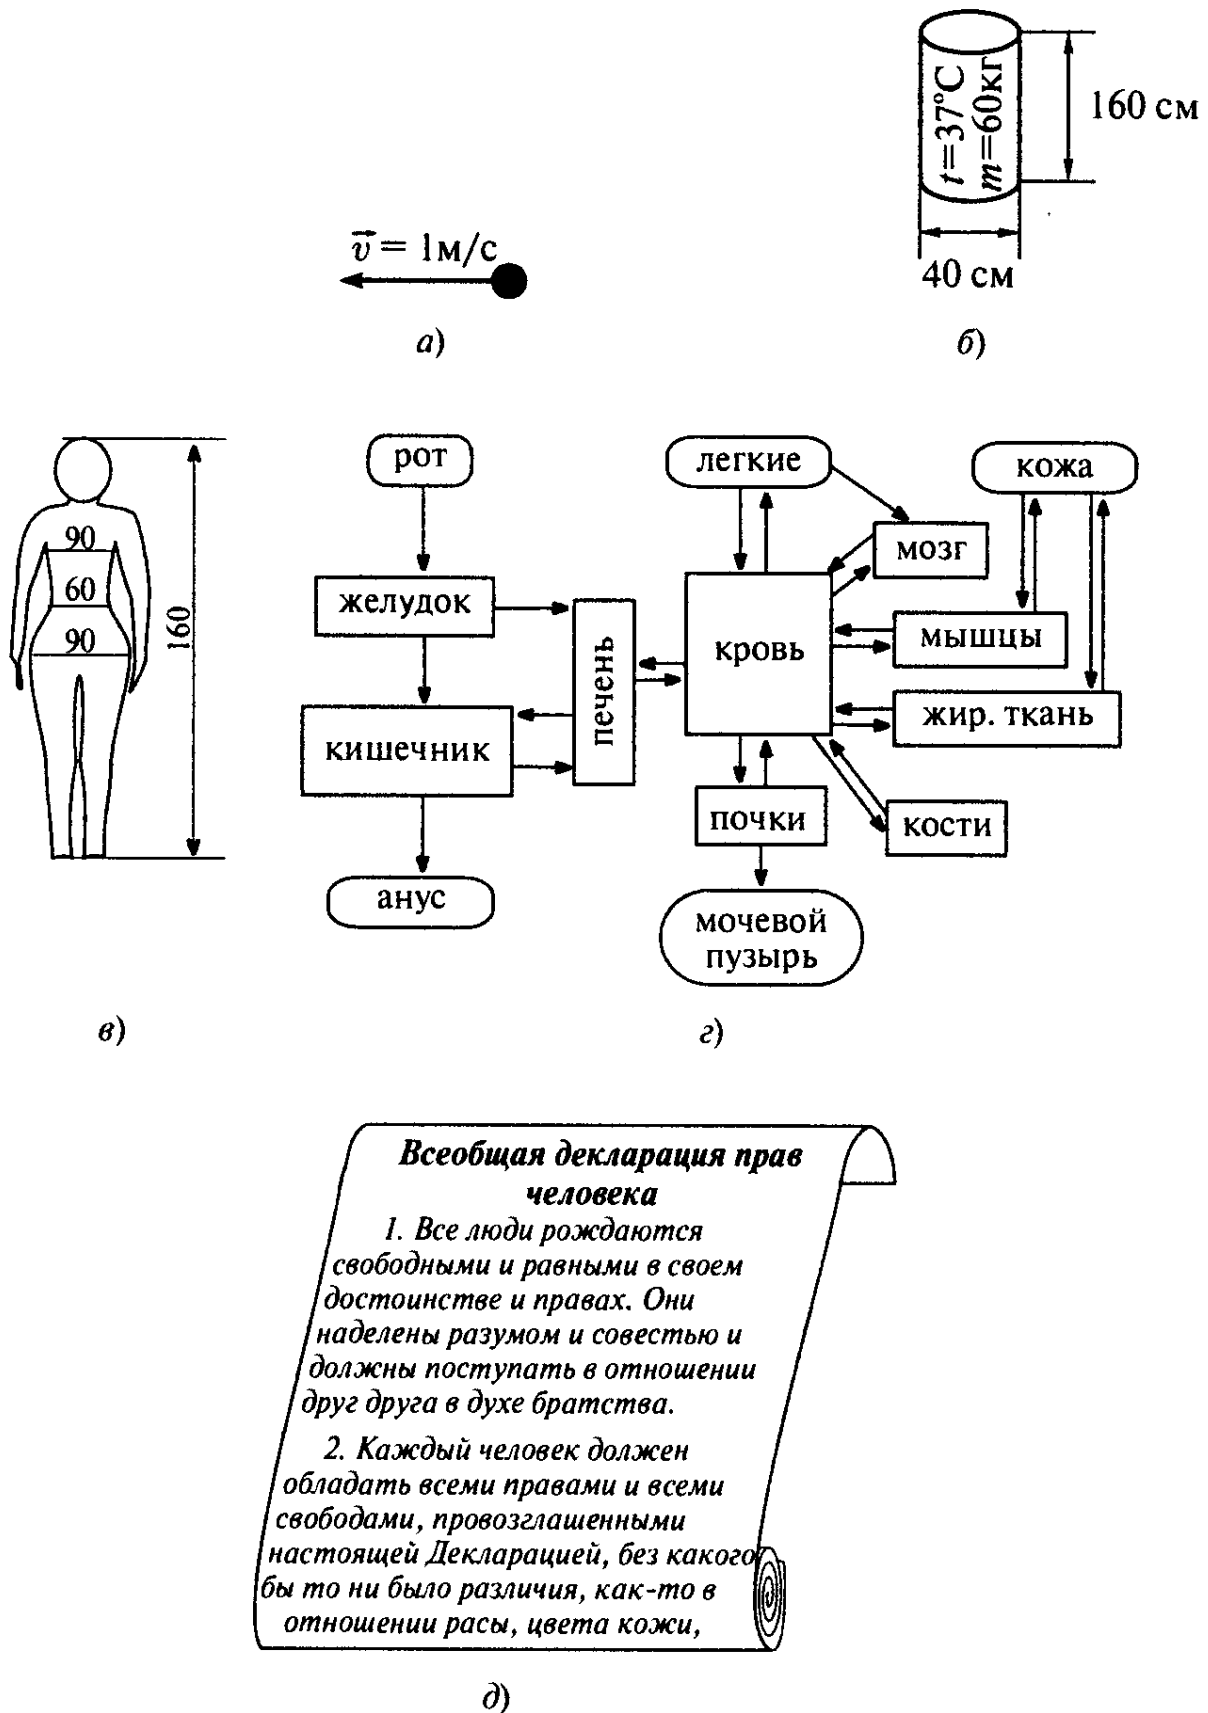 t=37°C
m=60кг
160 см
40 см
v⃗ = 1м/с
а)
б)
90
60
90
160
в)
рот
желудок
кишечник
анус
печень
легкие
кровь
почки
мочевой
пузырь
мозг
кожа
мышцы
жир. ткань
кости
г)
Всеобщая декларация прав
человека
1. Все люди рождаются
свободными и равными в своем
достоинстве и правах. Они
наделены разумом и совестью и
должны поступать в отношении
друг друга в духе братства.
2. Каждый человек должен
обладать всеми правами и всеми
свободами, провозглашенными
настоящей Декларацией, без какого
бы то ни было различия, как-то в
отношении расы, цвета кожи,
д)